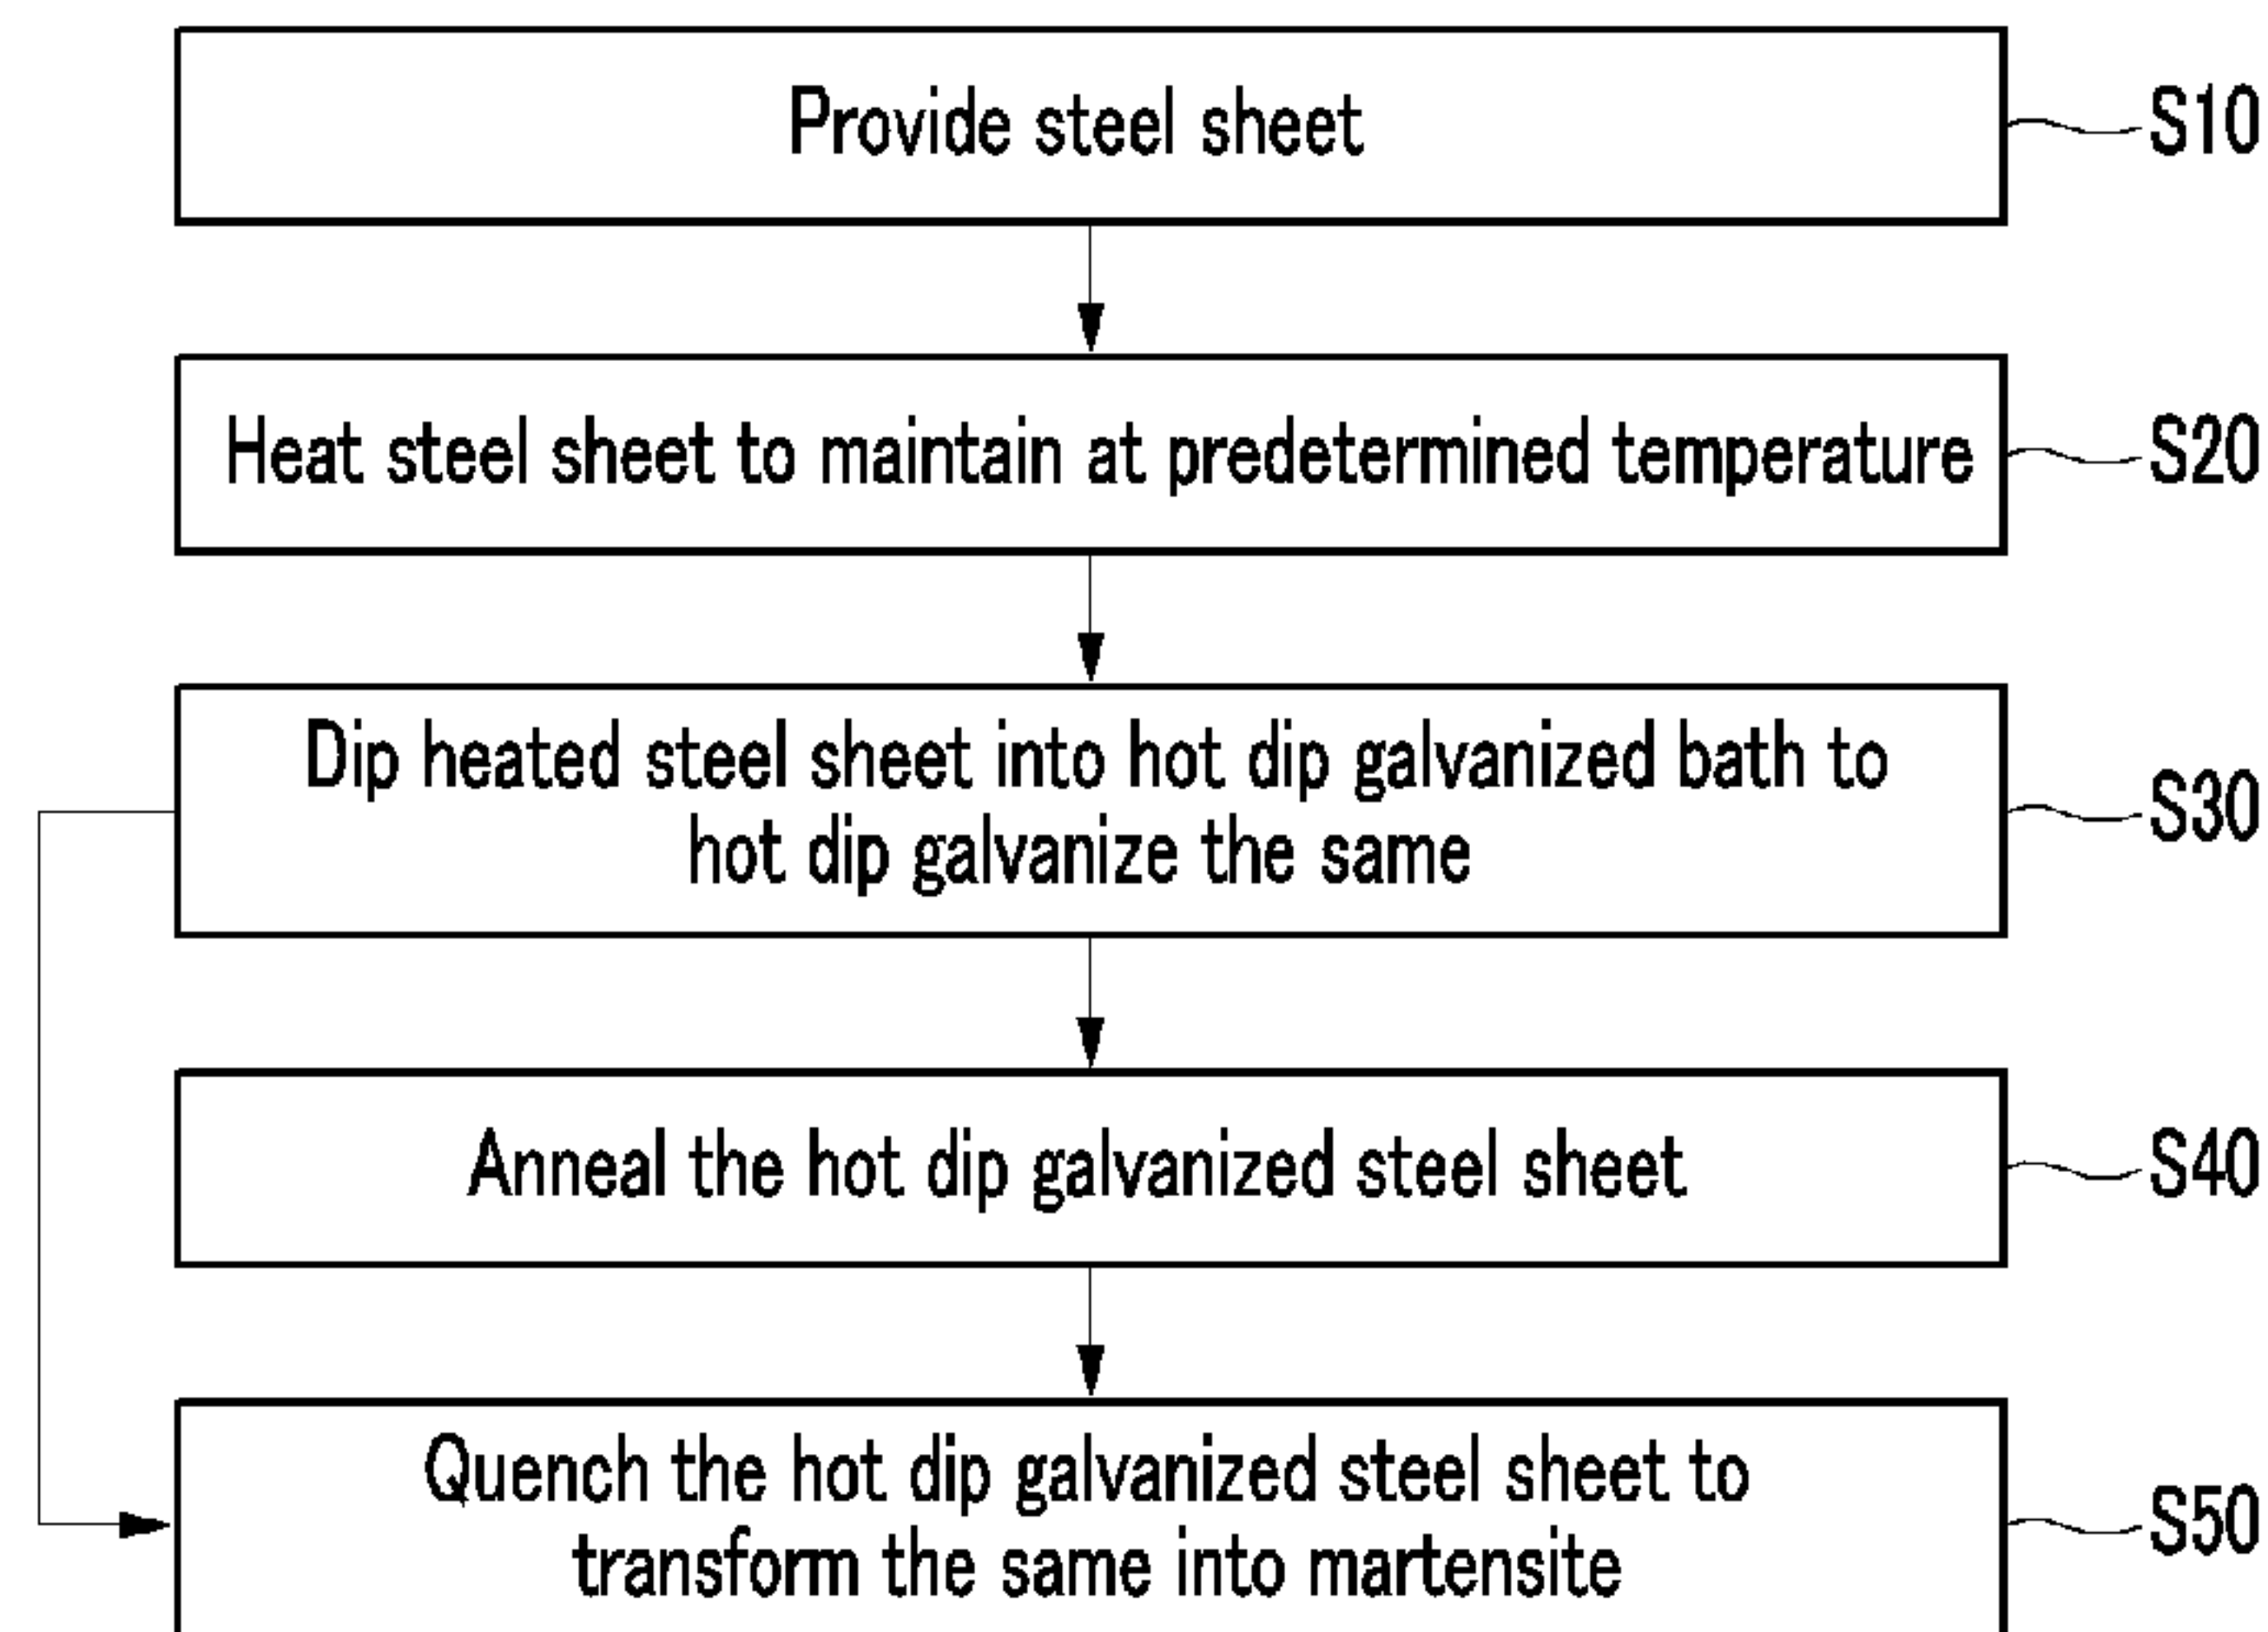 Provide steel sheet
S10
Heat steel sheet to maintain at predetermined temperature
S20
Dip heated steel sheet into hot dip galvanized bath to
hot dip galvanize the same
S30
Anneal the hot dip galvanized steel sheet
S40
Quench the hot dip galvanized steel sheet to
transform the same into martensite
S50